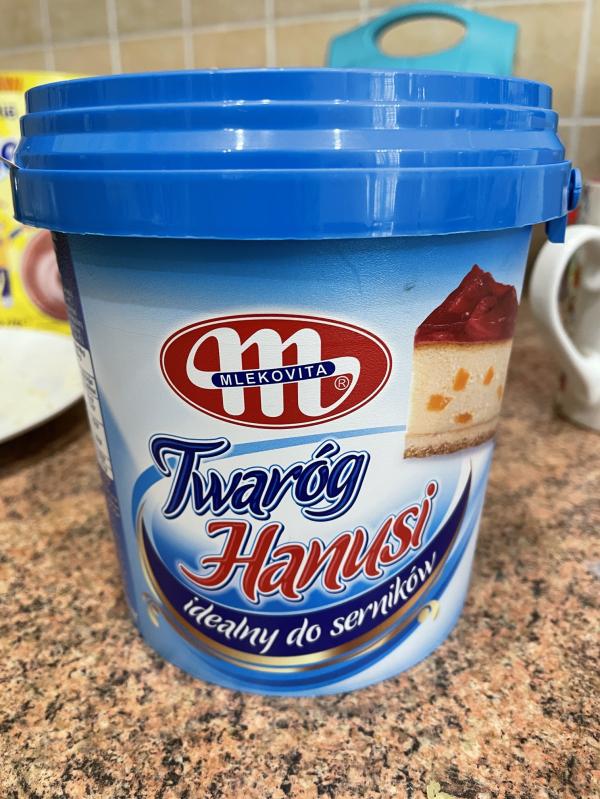 MLEKOVITA
®
Twaróg
Hanusi
idealny do serników